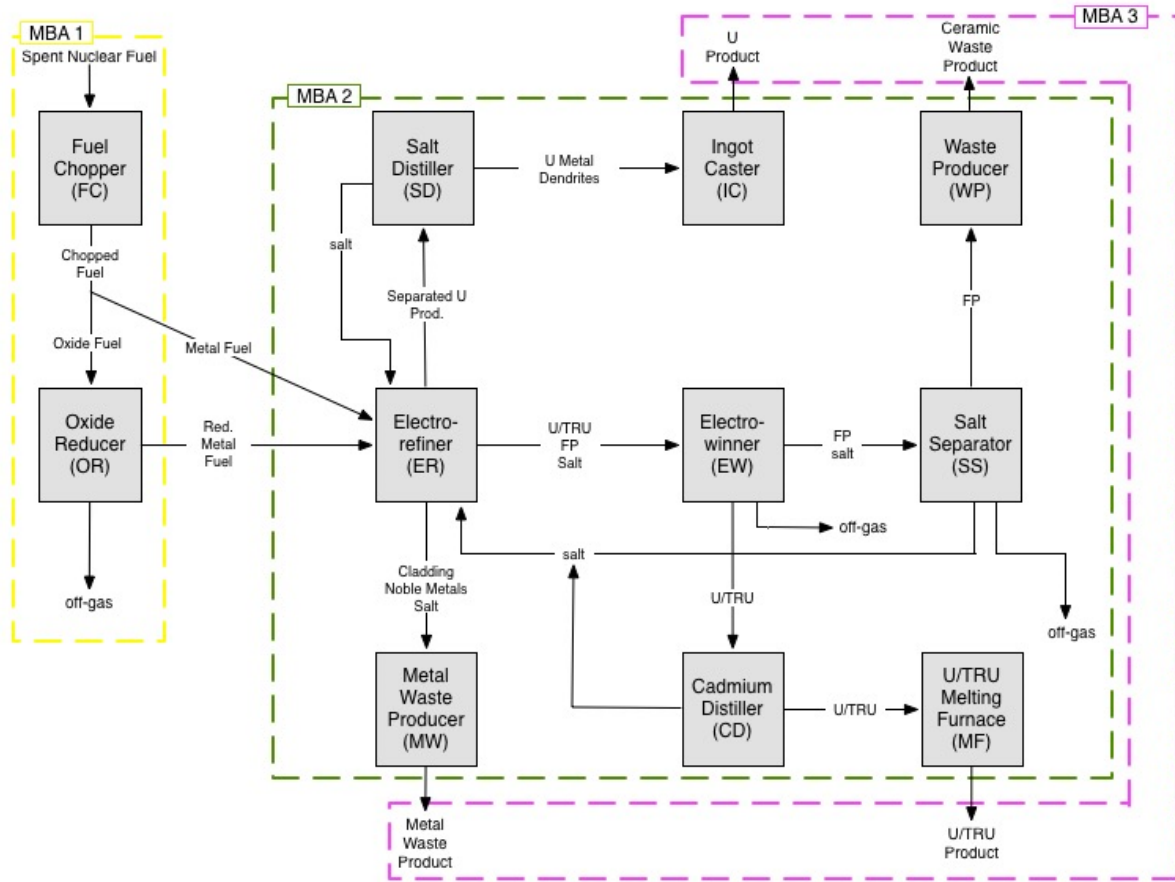 MBA 1
Spent Nuclear Fuel
Fuel
Chopper
(FC)
Chopped
Fuel
Oxide Fuel
Metal Fuel
Oxide
Reducer
(OR)
Red.
Metal
Fuel
off-gas
MBA 2
Salt
Distiller
(SD)
U Metal
Dendrites
Ingot
Caster
(IC)
Waste
Producer
(WP)
salt
Separated U
Prod.
FP
Electro-
refiner
(ER)
U/TRU
FP
Salt
Electro-
winner
(EW)
FP
salt
Salt
Separator
(SS)
off-gas
salt
Cladding
Noble Metals
Salt
U/TRU
off-gas
Metal
Waste
Producer
(MW)
Cadmium
Distiller
(CD)
U/TRU
U/TRU
Melting
Furnace
(MF)
MBA 3
U
Product
Ceramic
Waste
Product
Metal
Waste
Product
U/TRU
Product